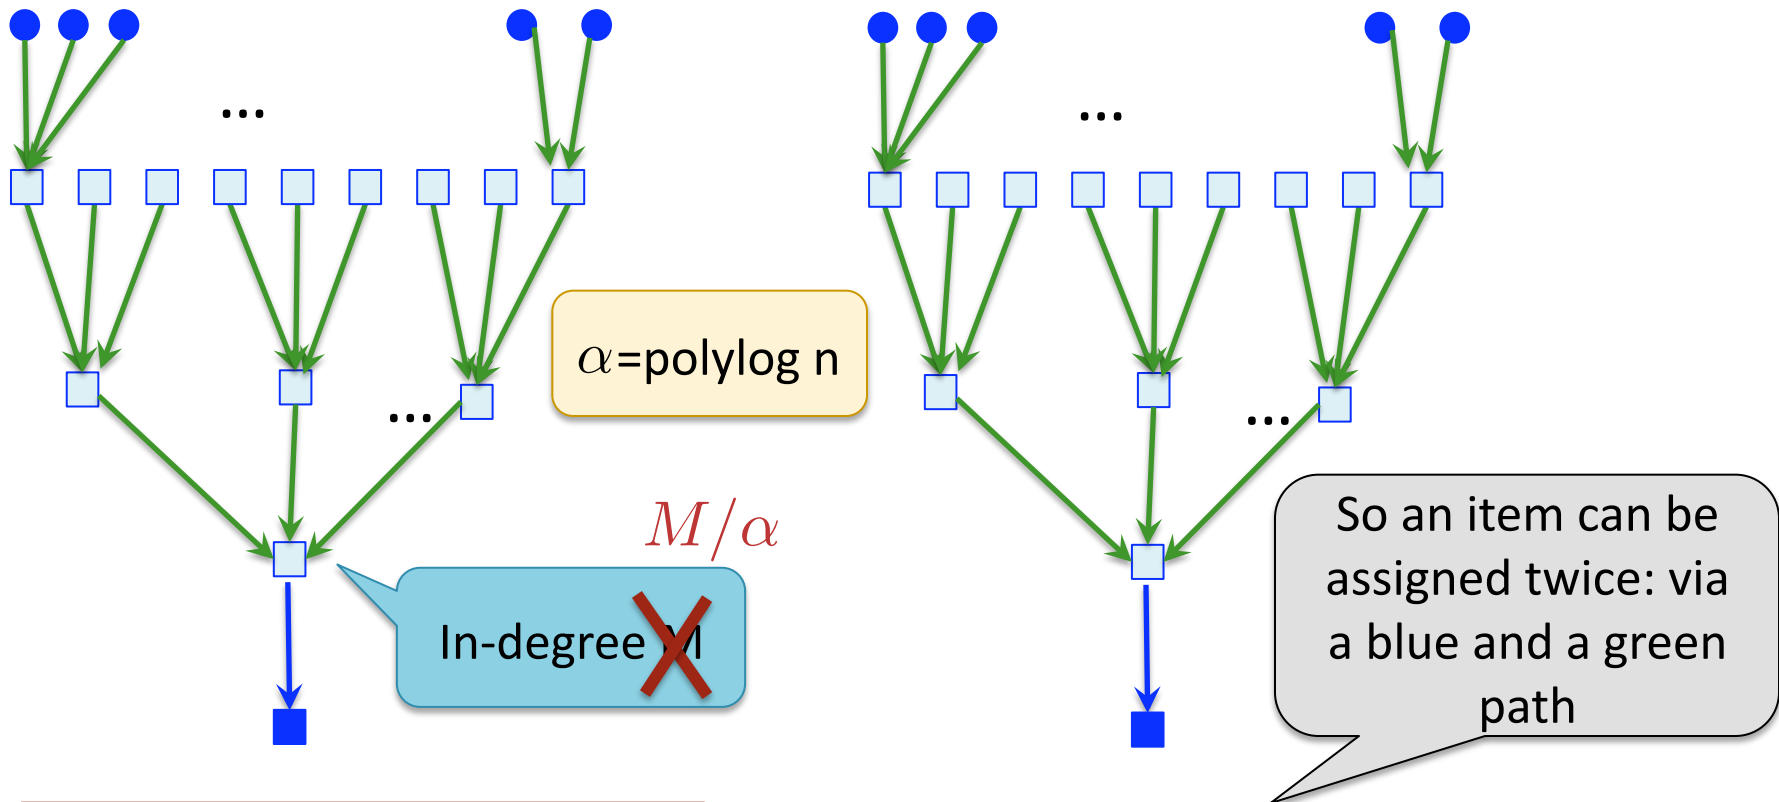 ...
...
α=polylog n
...
...
M/α
In-degree M
So an item can be
assigned twice: via
a blue and a green
path